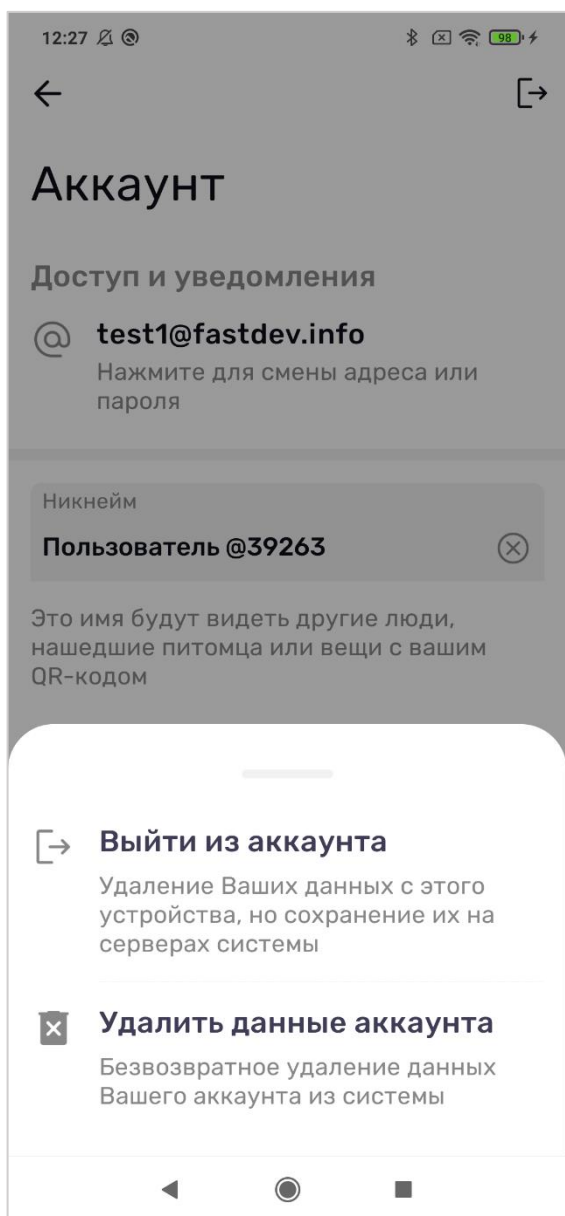 12:27
98
Аккаунт
Доступ и уведомления
test1@fastdev.info
Нажмите для смены адреса или
пароля
Никнейм
Пользователь @39263
Это имя будут видеть другие люди,
нашедшие питомца или вещи с вашим
QR-кодом
Выйти из аккаунта
Удаление Ваших данных с этого
устройства, но сохранение их на
серверах системы
Удалить данные аккаунта
Безвозвратное удаление данных
Вашего аккаунта из системы